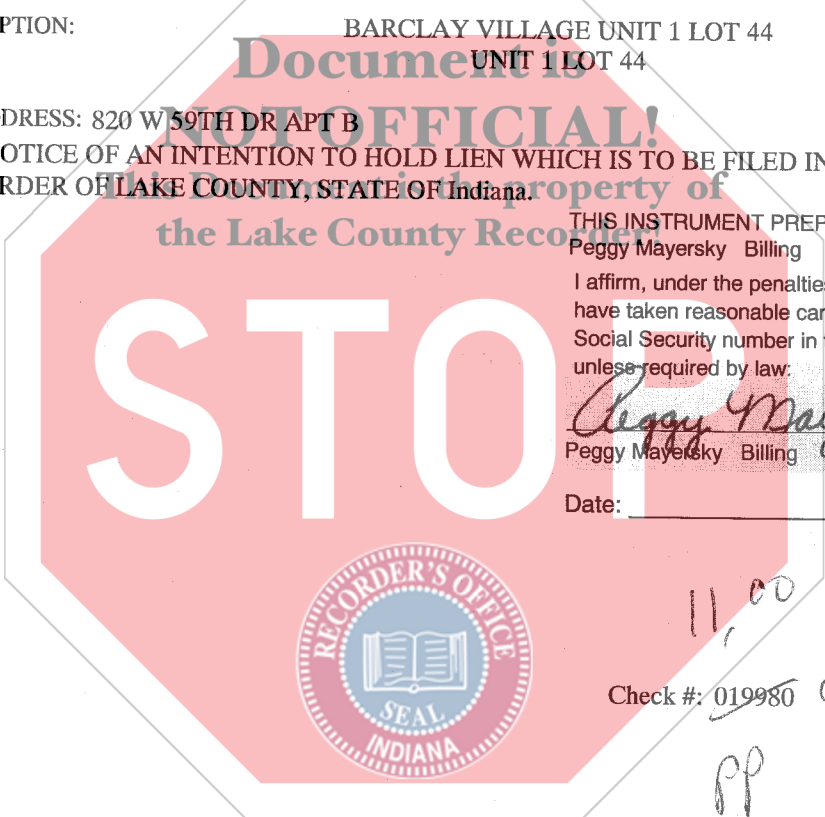 PTION:
BARCLAY VILLAGE UNIT 1 LOT 44
UNIT 1 LOT 44
Document is
NOT OFFICIAL!
DRESS: 820 W 59TH DR APT B
OTICE OF AN INTENTION TO HOLD LIEN WHICH IS TO BE FILED IN
RDER OF LAKE COUNTY, STATE OF Indiana.
This Document is the property of
the Lake County Recorder!
THIS INSTRUMENT PREP
Peggy Mayersky Billing
I affirm, under the penaltie
have taken reasonable car
Social Security number in
unless required by law:
Peggy Ma
Peggy Mayersky Billing
Date:
STOP
RECORDER'S OFFICE
SEAL
INDIANA
11,00
Check #: 019980
PP